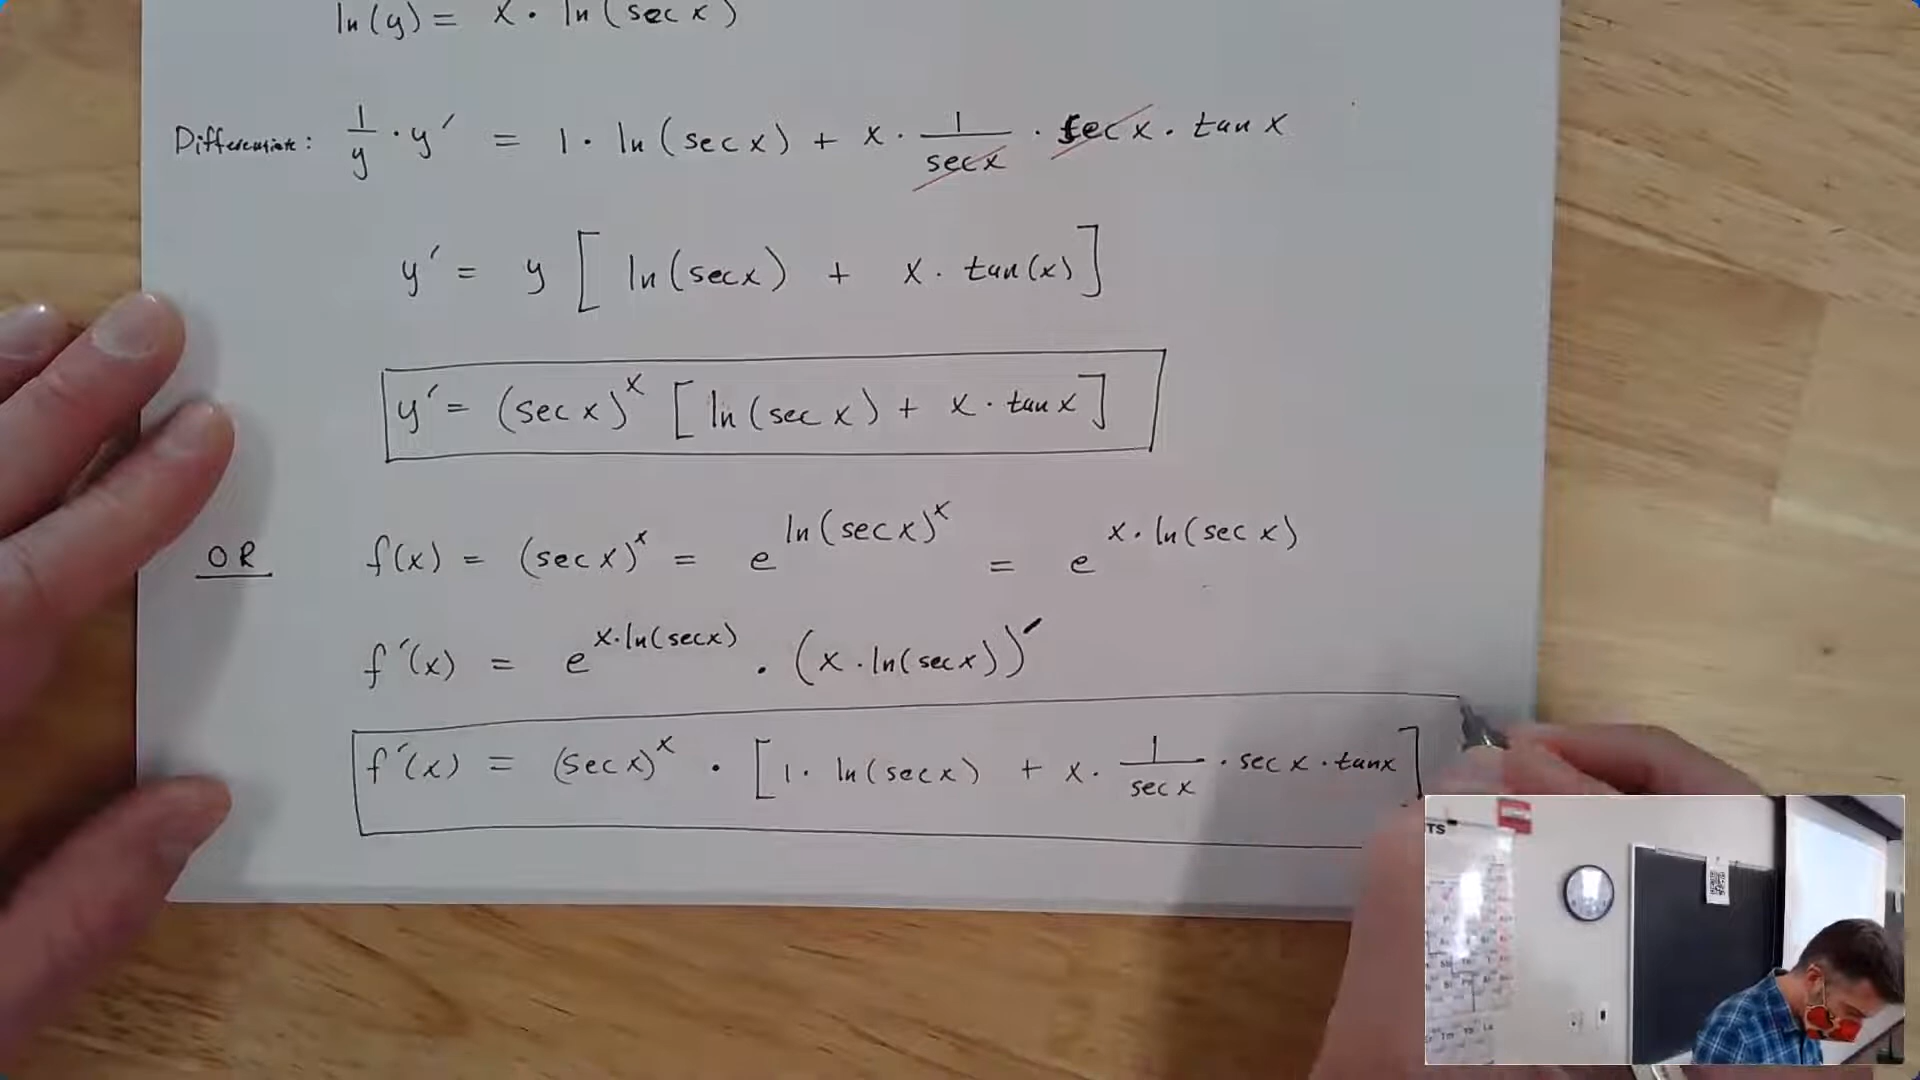 ln(y) = x · ln(sec x)
Differentiate: 1/y · y′ = 1 · ln(sec x) + x · 1/sec x · sec x · tan x
y′ = y [ ln(sec x) + x · tan(x) ]
y′ = (sec x)^x [ ln(sec x) + x · tan x ]
OR f(x) = (sec x)^x = e^ln(sec x)^x = e^x·ln(sec x)
f′(x) = e^x·ln(sec x) · (x · ln(sec x))′
f′(x) = (sec x)^x · [ 1 · ln(sec x) + x · 1/sec x · sec x · tan x ]
TS